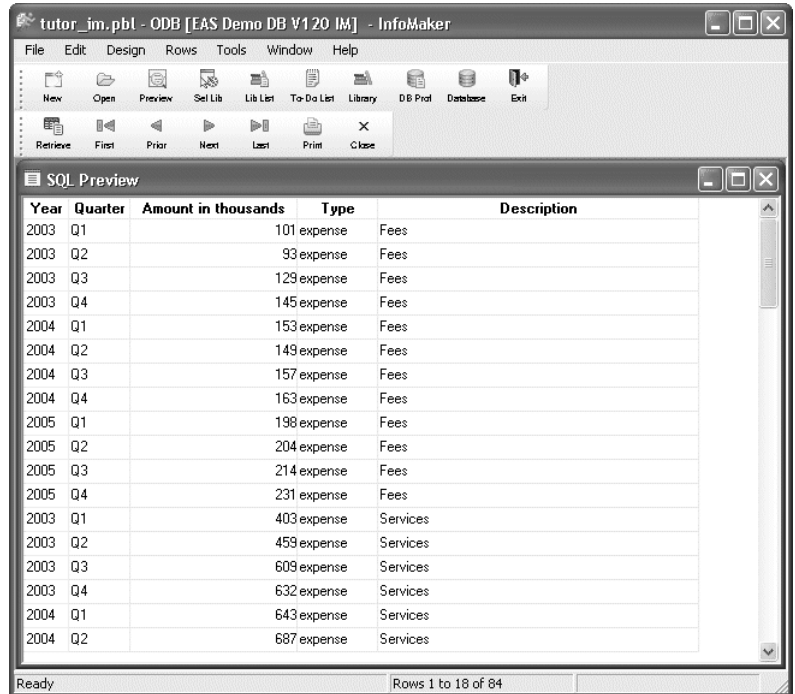 tutor_im.pbl - ODB [EAS Demo DB V120 IM] - InfoMaker
File Edit Design Rows Tools Window Help
New Open Preview Sel Lib Lib List To-Do List Library DB Prof Database Exit
Retrieve First Prior Next Last Print Close
SQL Preview
Year Quarter Amount in thousands Type Description
2003 Q1 101 expense Fees
2003 Q2 93 expense Fees
2003 Q3 129 expense Fees
2003 Q4 145 expense Fees
2004 Q1 153 expense Fees
2004 Q2 149 expense Fees
2004 Q3 157 expense Fees
2004 Q4 163 expense Fees
2005 Q1 198 expense Fees
2005 Q2 204 expense Fees
2005 Q3 214 expense Fees
2005 Q4 231 expense Fees
2003 Q1 403 expense Services
2003 Q2 459 expense Services
2003 Q3 609 expense Services
2003 Q4 632 expense Services
2004 Q1 643 expense Services
2004 Q2 687 expense Services
Ready Rows 1 to 18 of 84